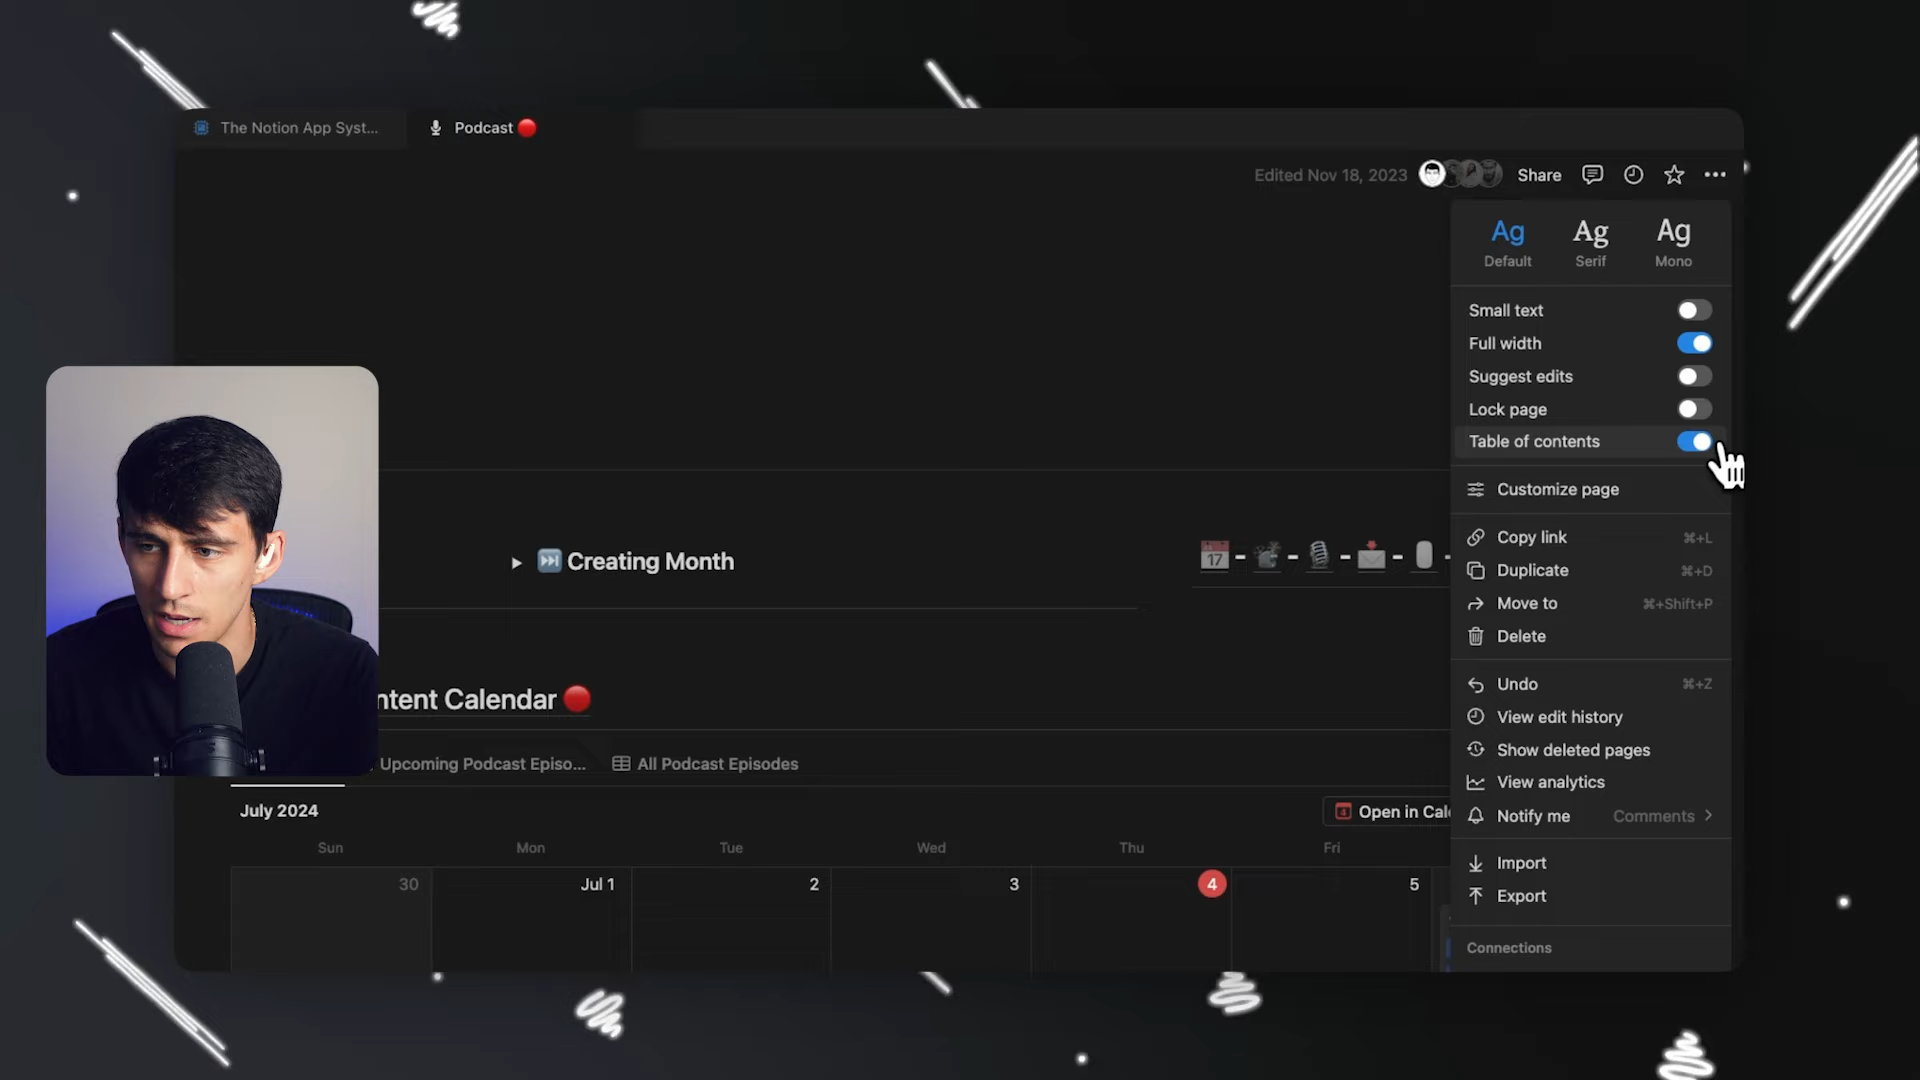 The Notion App Syst...
Podcast
Edited Nov 18, 2023
Share
Ag Ag Ag
Default Serif Mono
Small text
Full width
Suggest edits
Lock page
Table of contents
Customize page
Copy link ⌘+L
Duplicate ⌘+D
Move to ⌘+Shift+P
Delete
Undo ⌘+Z
View edit history
Show deleted pages
View analytics
Notify me Comments
Import
Export
Connections
Creating Month
17
ntent Calendar
Upcoming Podcast Episo...
All Podcast Episodes
July 2024
Open in Cale
Sun Mon Tue Wed Thu Fri
30 Jul 1 2 3 4 5